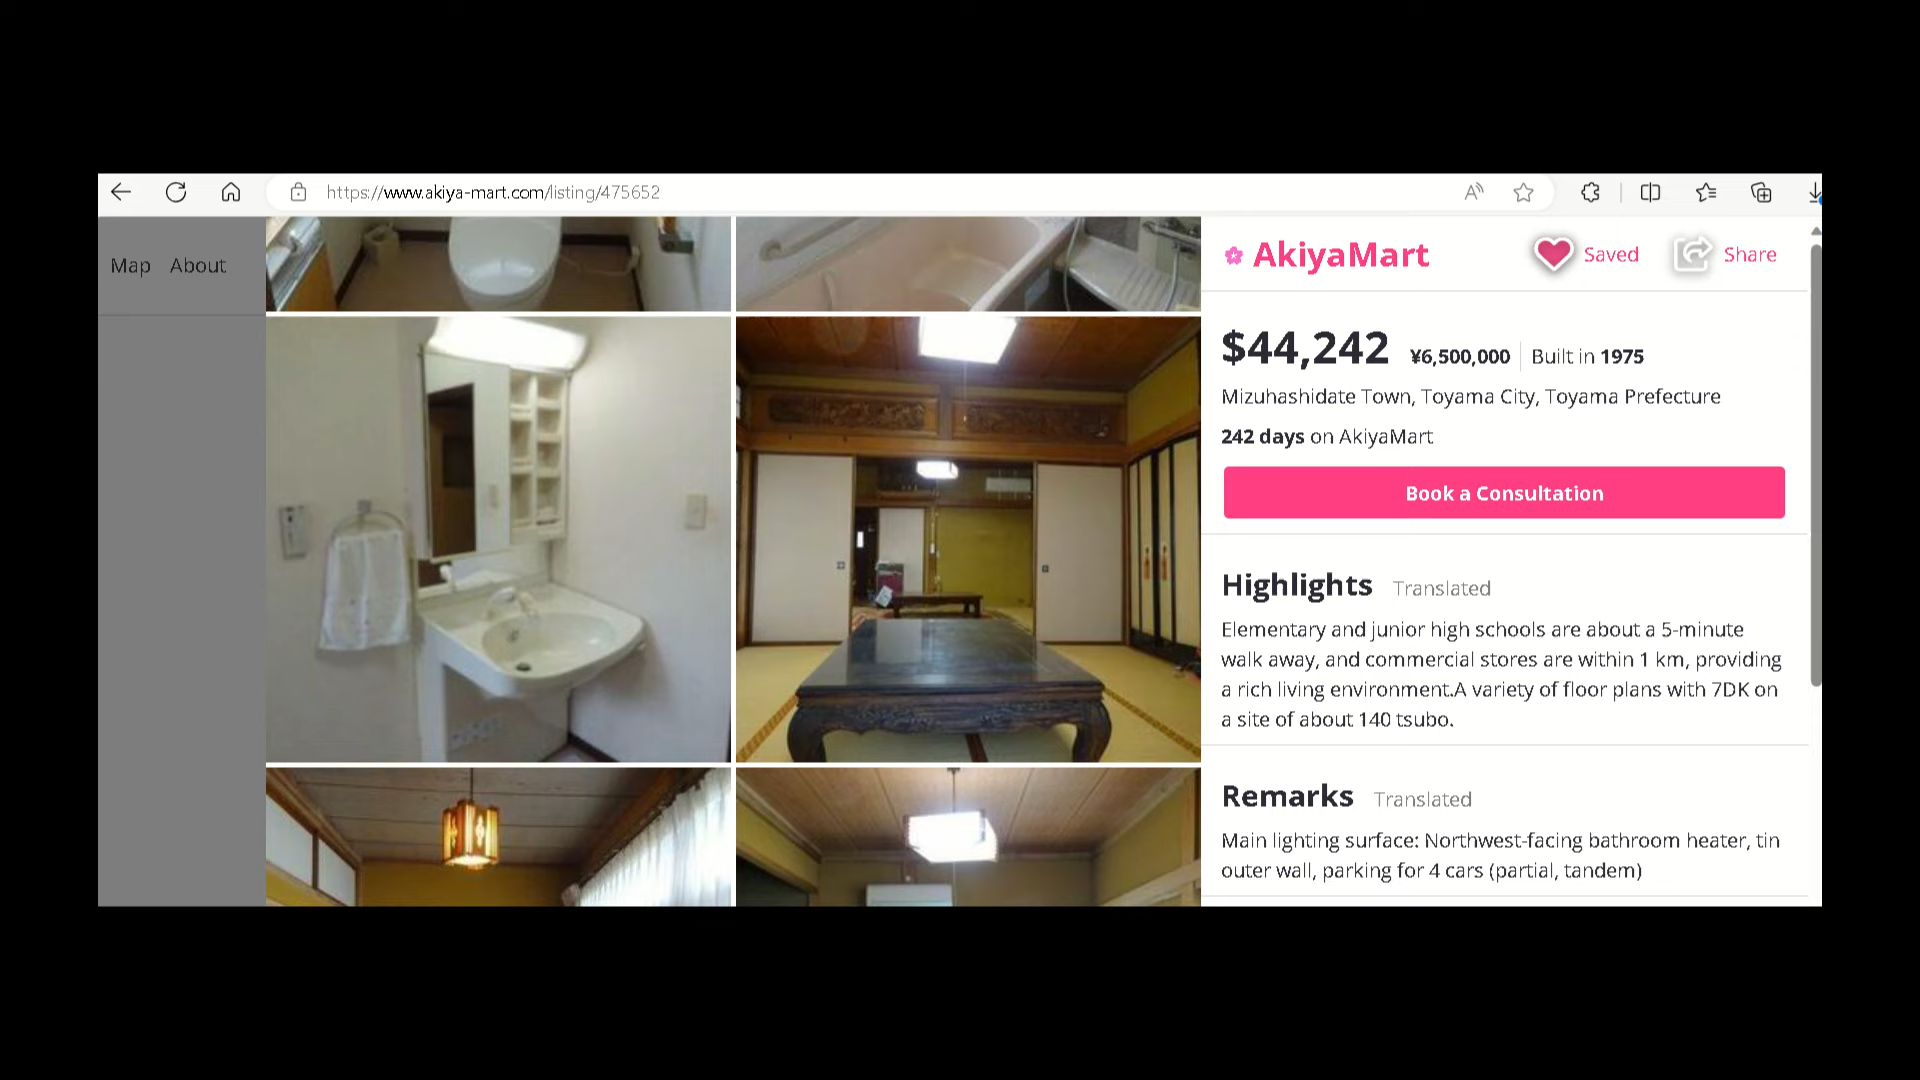 https://www.akiya-mart.com/listing/475652
Map About
AkiyaMart Saved Share
$44,242 ¥6,500,000 Built in 1975
Mizuhashidate Town, Toyama City, Toyama Prefecture
242 days on AkiyaMart
Book a Consultation
Highlights Translated
Elementary and junior high schools are about a 5-minute
walk away, and commercial stores are within 1 km, providing
a rich living environment.A variety of floor plans with 7DK on
a site of about 140 tsubo.
Remarks Translated
Main lighting surface: Northwest-facing bathroom heater, tin
outer wall, parking for 4 cars (partial, tandem)